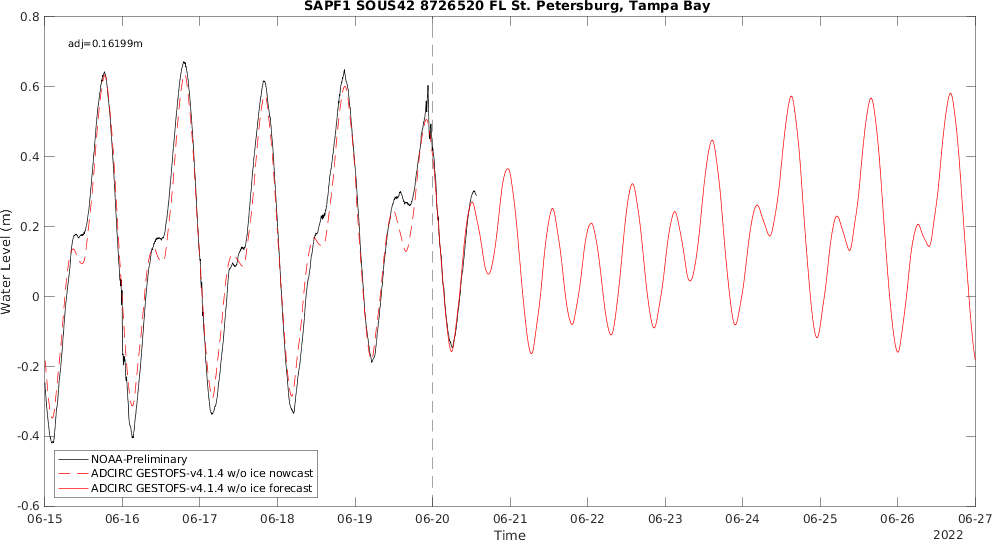 SAPF1 SOUS42 8726520 FL St. Petersburg, Tampa Bay
adj=0.16199m
0.8
0.6
0.4
0.2
0
-0.2
-0.4
-0.6
Water Level (m)
NOAA-Preliminary
ADCIRC GESTOFS-v4.1.4 w/o ice nowcast
ADCIRC GESTOFS-v4.1.4 w/o ice forecast
06-15 06-16 06-17 06-18 06-19 06-20 06-21 06-22 06-23 06-24 06-25 06-26 06-27
Time
2022